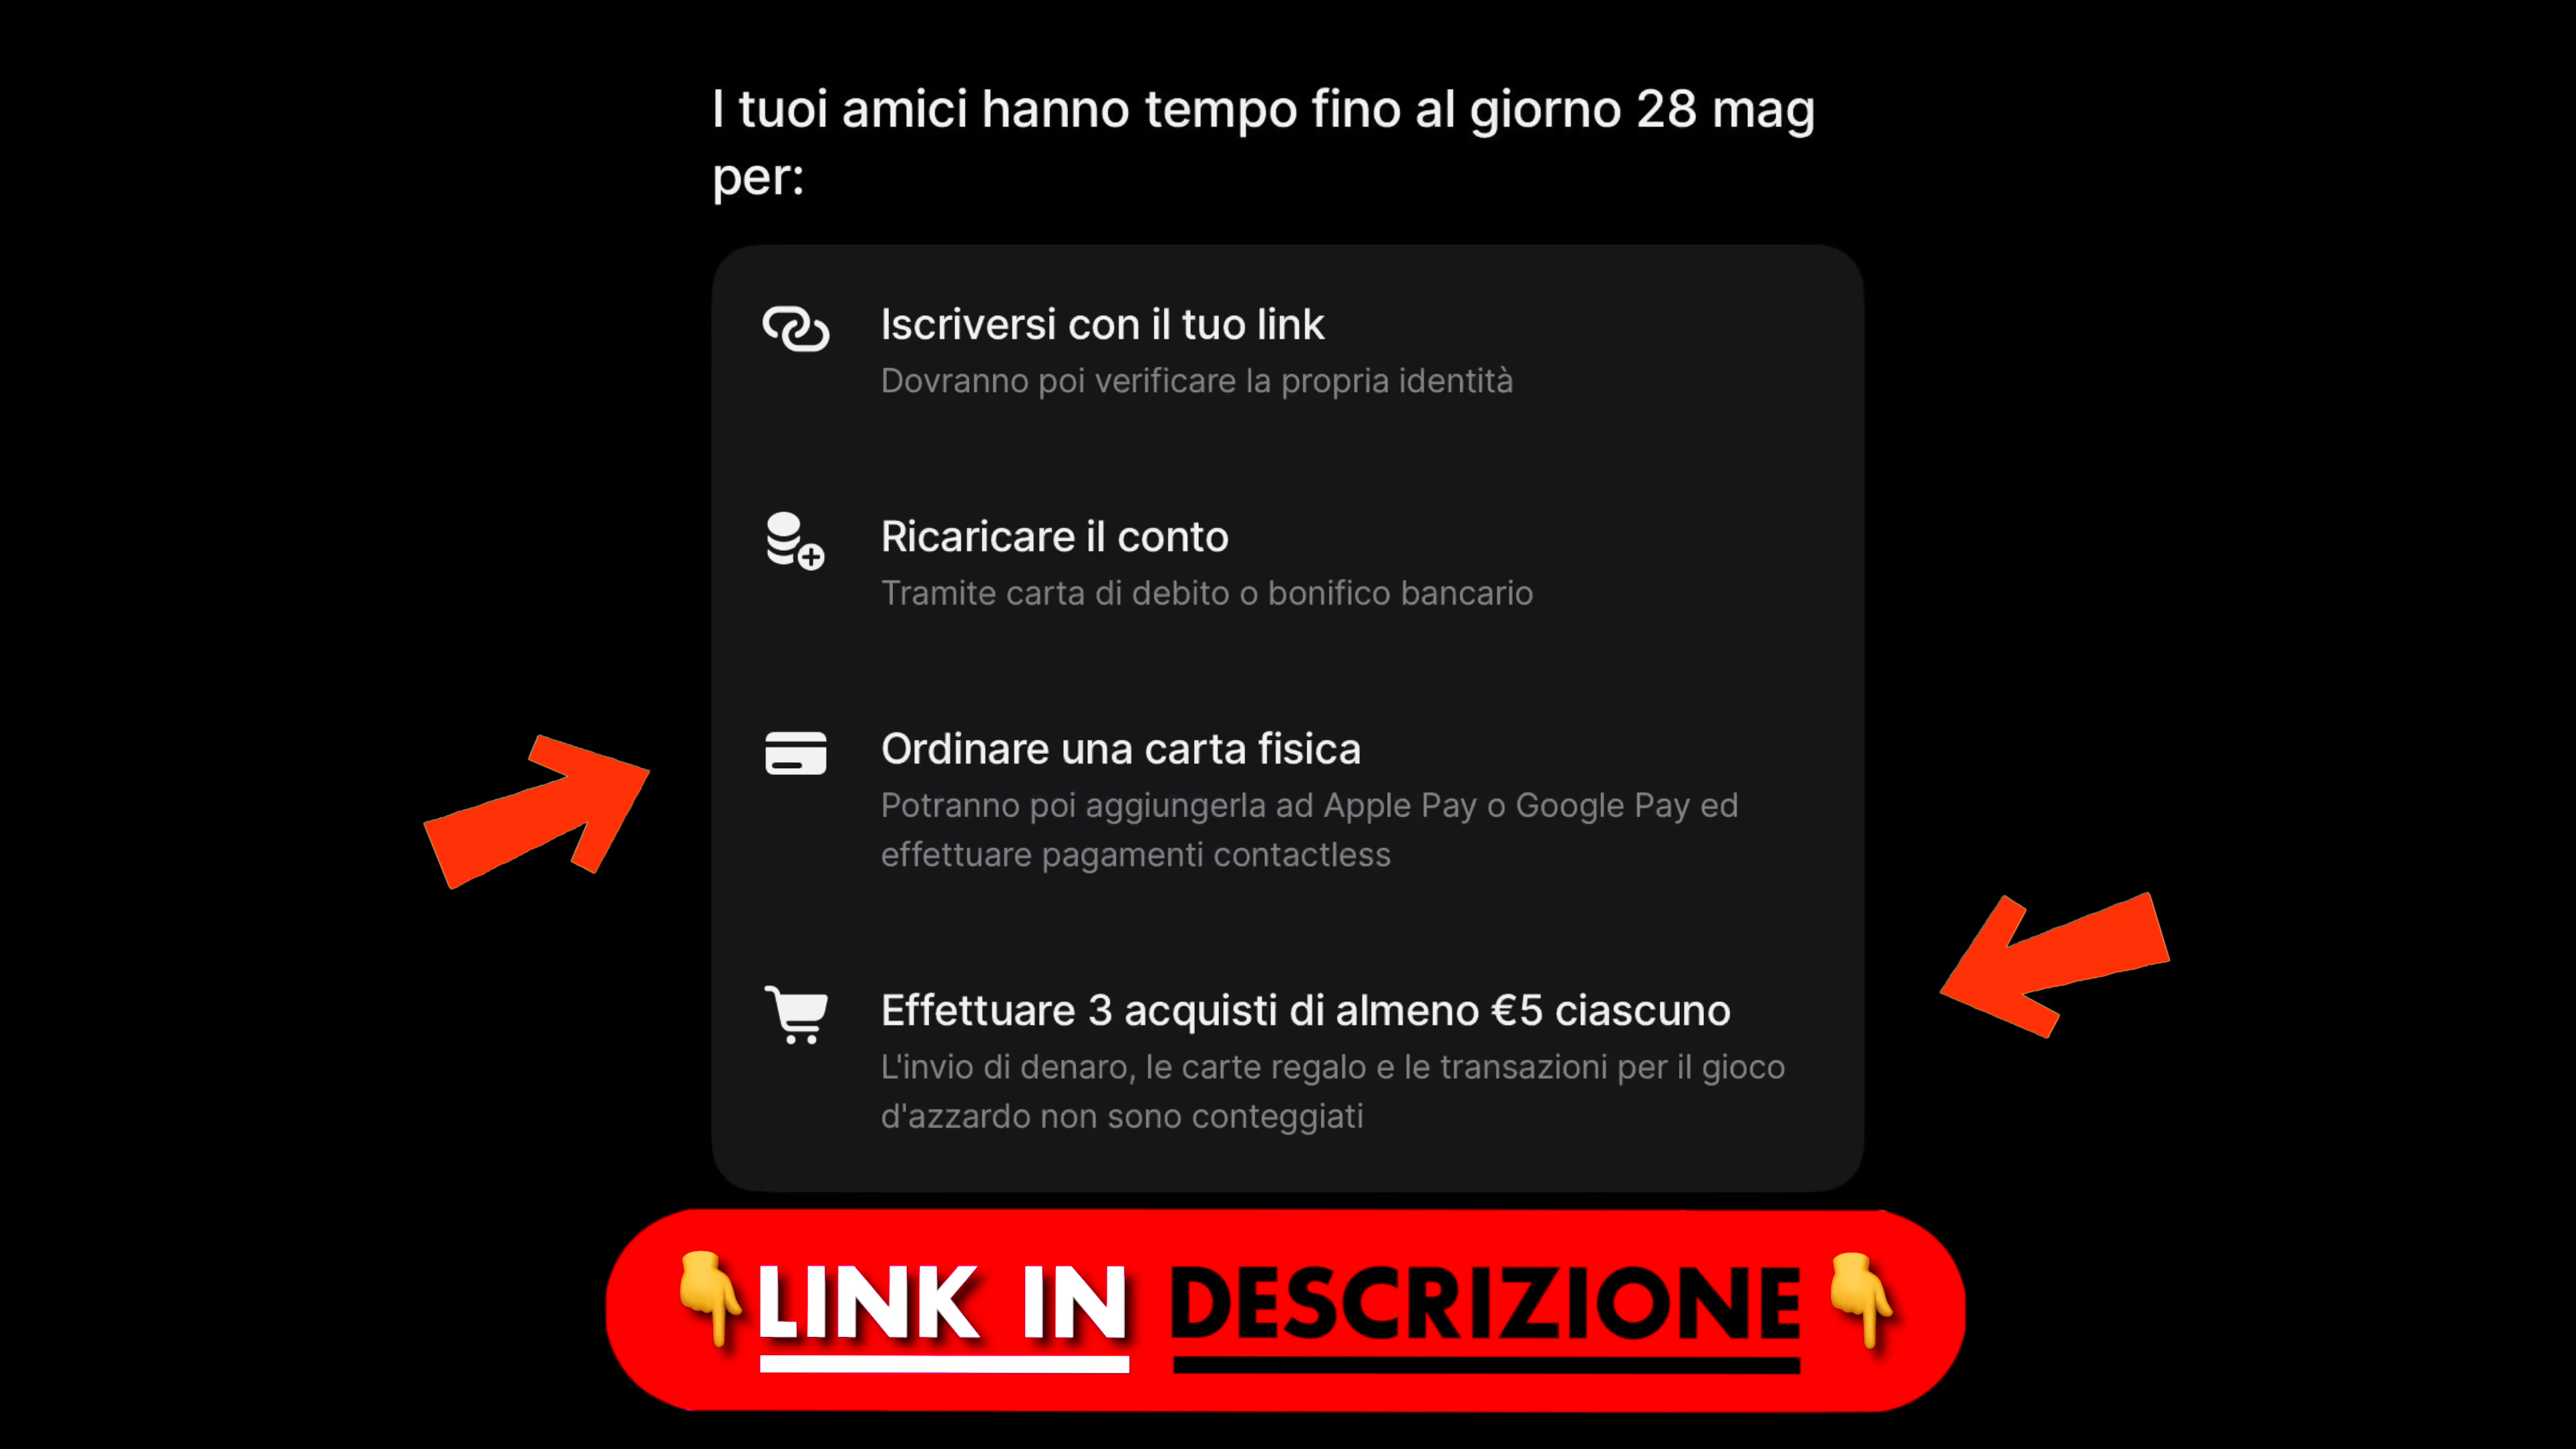 I tuoi amici hanno tempo fino al giorno 28 mag
per:
Iscriversi con il tuo link
Dovranno poi verificare la propria identità
Ricaricare il conto
Tramite carta di debito o bonifico bancario
Ordinare una carta fisica
Potranno poi aggiungerla ad Apple Pay o Google Pay ed
effettuare pagamenti contactless
Effettuare 3 acquisti di almeno €5 ciascuno
L'invio di denaro, le carte regalo e le transazioni per il gioco
d'azzardo non sono conteggiati
👇LINK IN DESCRIZIONE👇